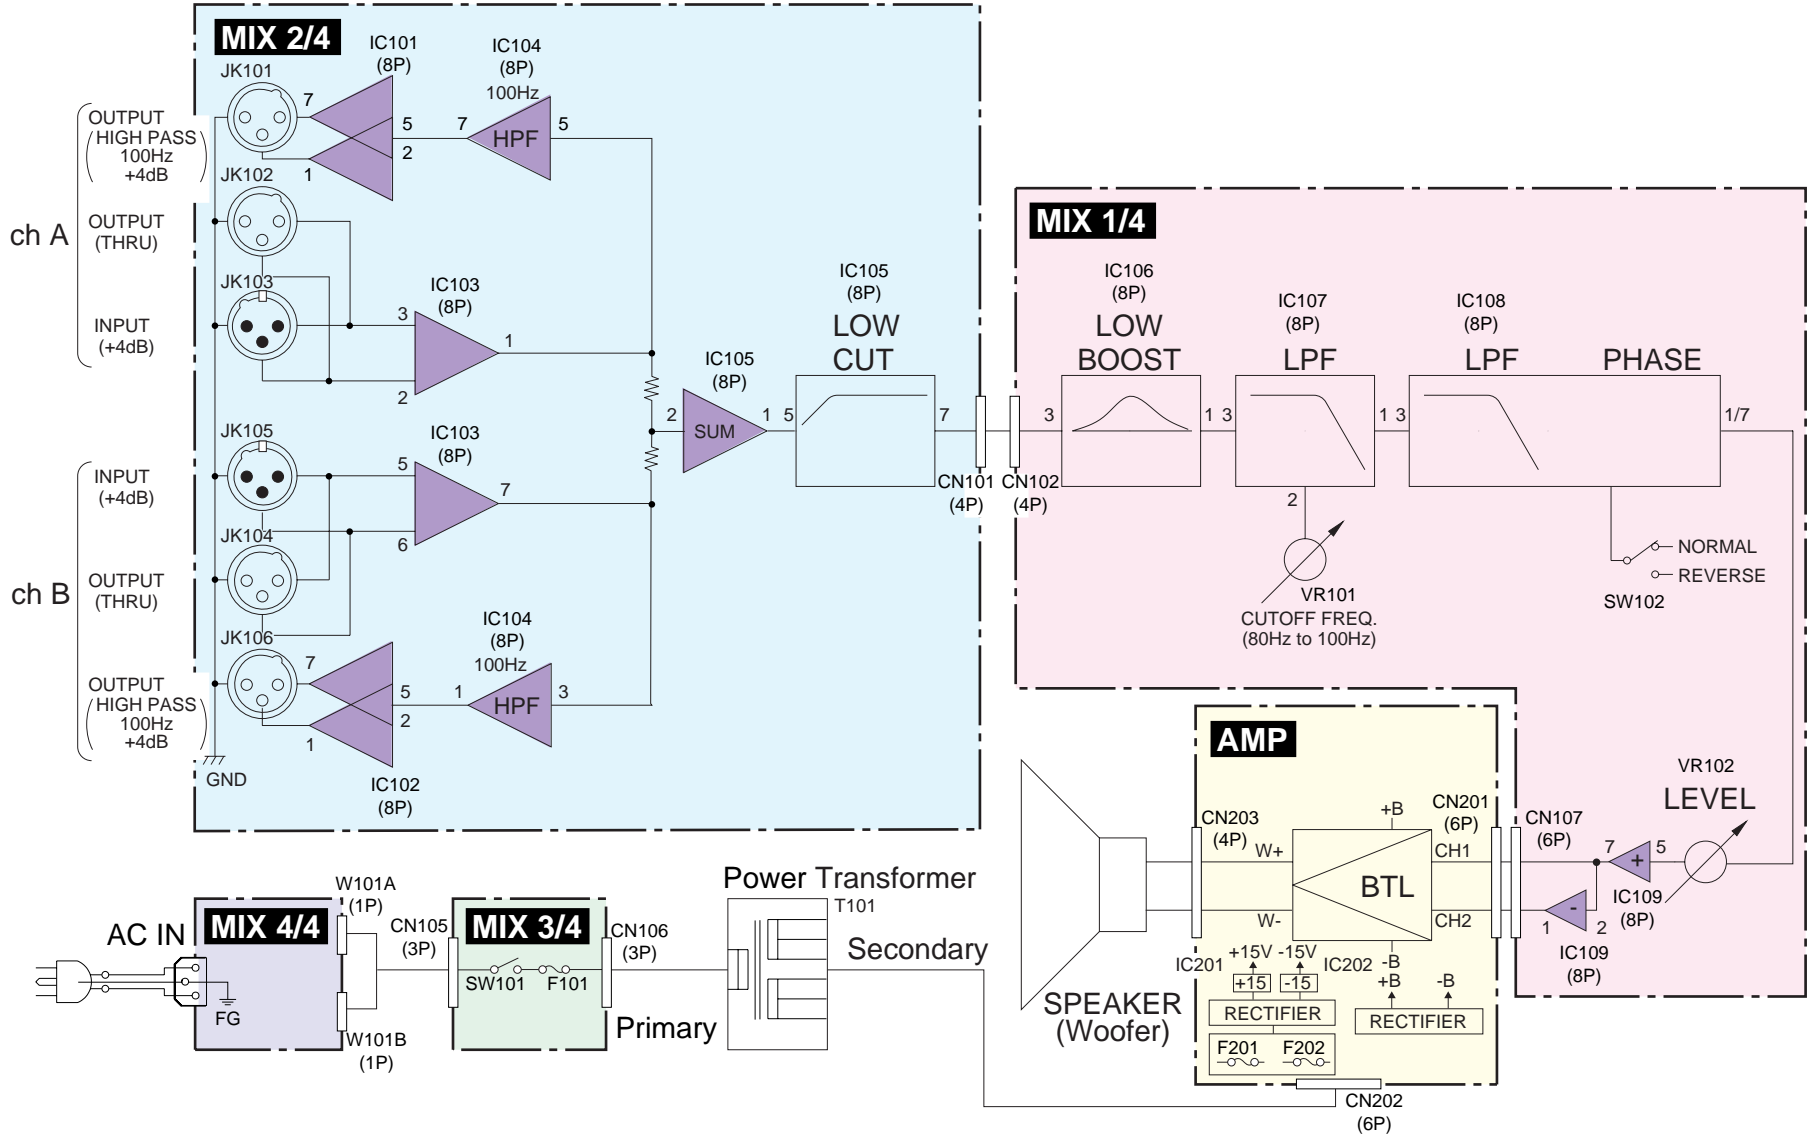 MIX 2/4
JK101
IC101
(8P)
IC104
(8P)
100Hz
7
5
2
1
7
HPF
5
ch A
OUTPUT
(HIGH PASS
100Hz
+4dB)
JK102
OUTPUT
(THRU)
JK103
INPUT
(+4dB)
IC103
(8P)
3
2
1
IC105
(8P)
2
SUM
1
IC105
(8P)
LOW
CUT
5
7
JK105
ch B
INPUT
(+4dB)
IC103
(8P)
5
6
7
JK104
OUTPUT
(THRU)
JK106
OUTPUT
(HIGH PASS
100Hz
+4dB)
7
5
2
1
IC102
(8P)
IC104
(8P)
100Hz
1
HPF
3
GND
CN101
(4P)
CN102
(4P)
MIX 1/4
IC106
(8P)
LOW
BOOST
3
1
IC107
(8P)
LPF
3
1
2
VR101
CUTOFF FREQ.
(80Hz to 100Hz)
IC108
(8P)
LPF
PHASE
3
1/7
NORMAL
REVERSE
SW102
VR102
LEVEL
5
+
7
IC109
(8P)
2
-
1
IC109
(8P)
CN107
(6P)
AMP
CN201
(6P)
CN203
(4P)
+B
W+
CH1
BTL
W-
CH2
-B
IC201
+15V
-15V
IC202
+15
-15
RECTIFIER
F201
F202
+B
-B
RECTIFIER
CN202
(6P)
SPEAKER
(Woofer)
AC IN
MIX 4/4
FG
W101A
(1P)
W101B
(1P)
CN105
(3P)
MIX 3/4
SW101
F101
CN106
(3P)
Primary
Power Transformer
T101
Secondary